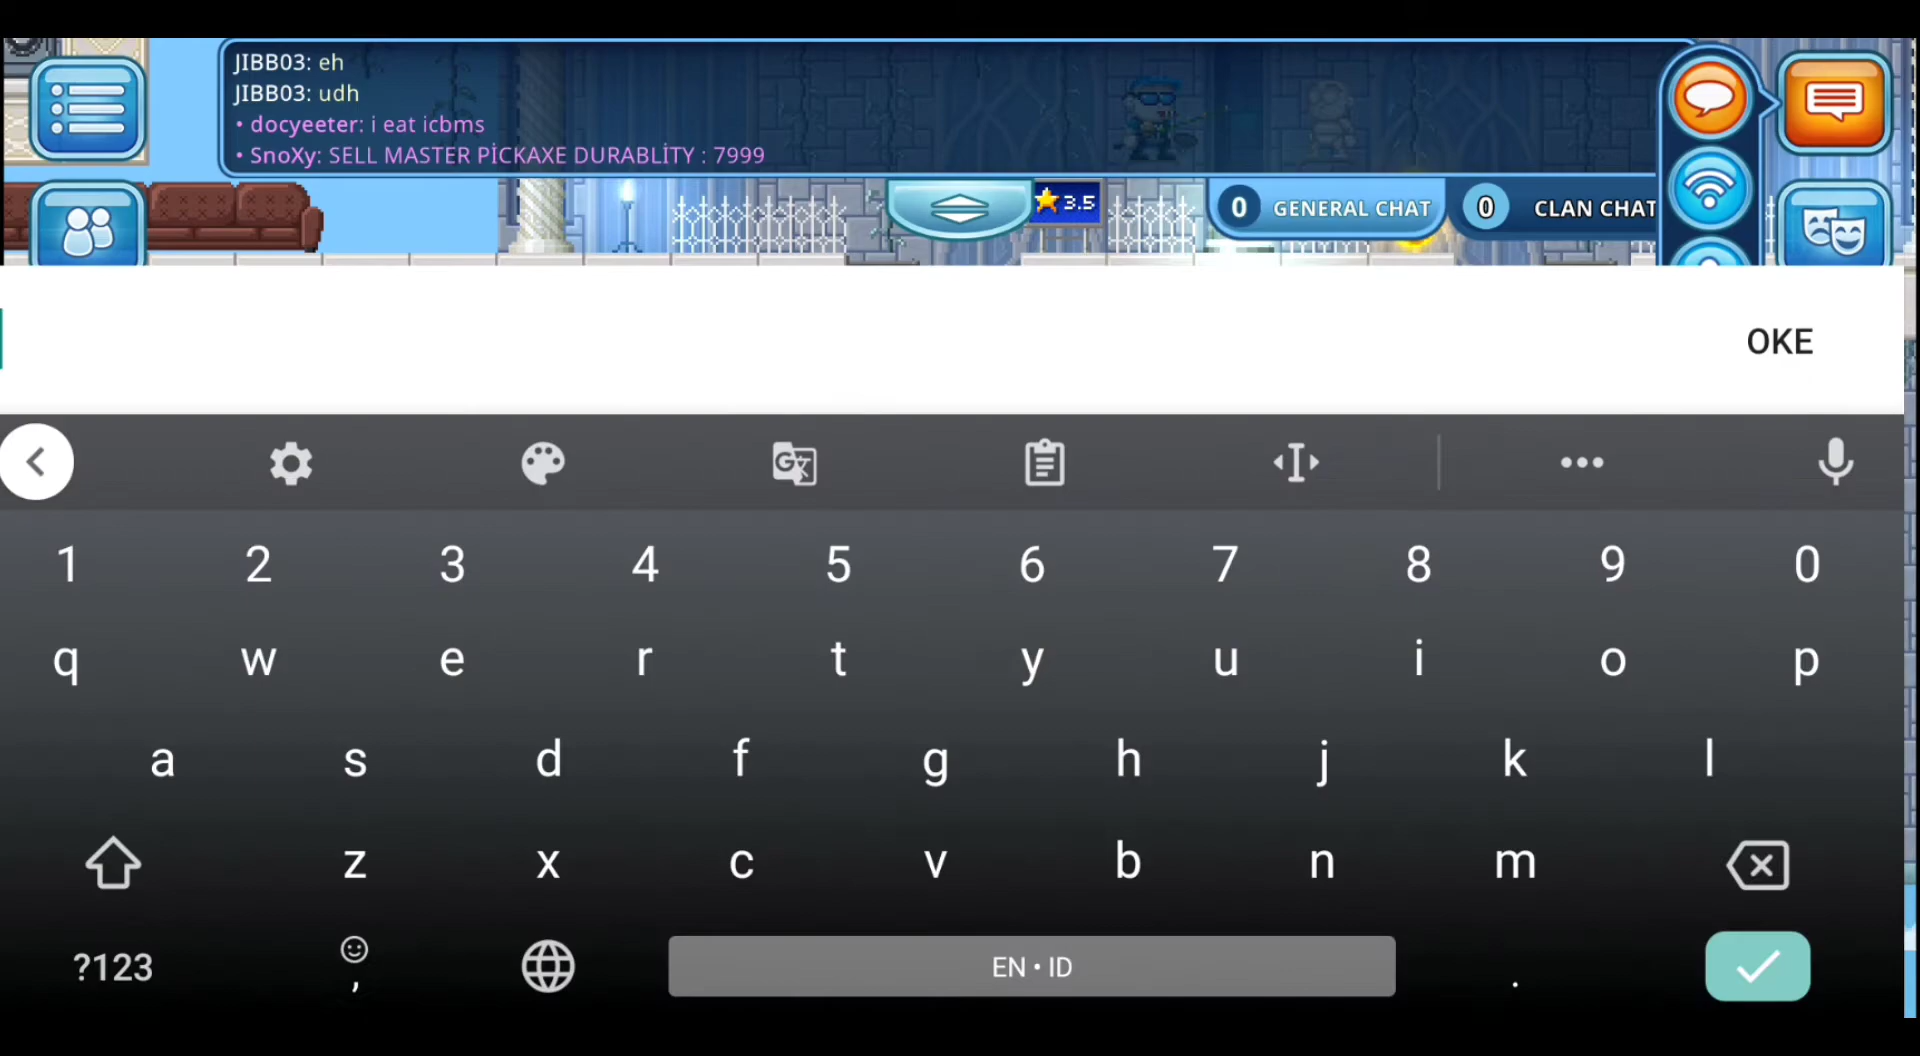 JIBB03: eh
JIBB03: udh
• docyeeter: i eat icbms
• SnoXy: SELL MASTER PİCKAXE DURABLİTY : 7999
3.5
0 GENERAL CHAT
0 CLAN CHAT
OKE
1 2 3 4 5 6 7 8 9 0
q w e r t y u i o p
a s d f g h j k l
z x c v b n m
?123 , EN • ID .